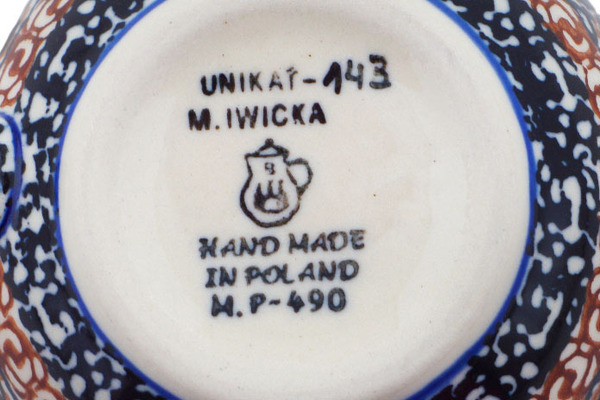 UNIKAT-143
M.IWICKA
HAND MADE
IN POLAND
M.P-490